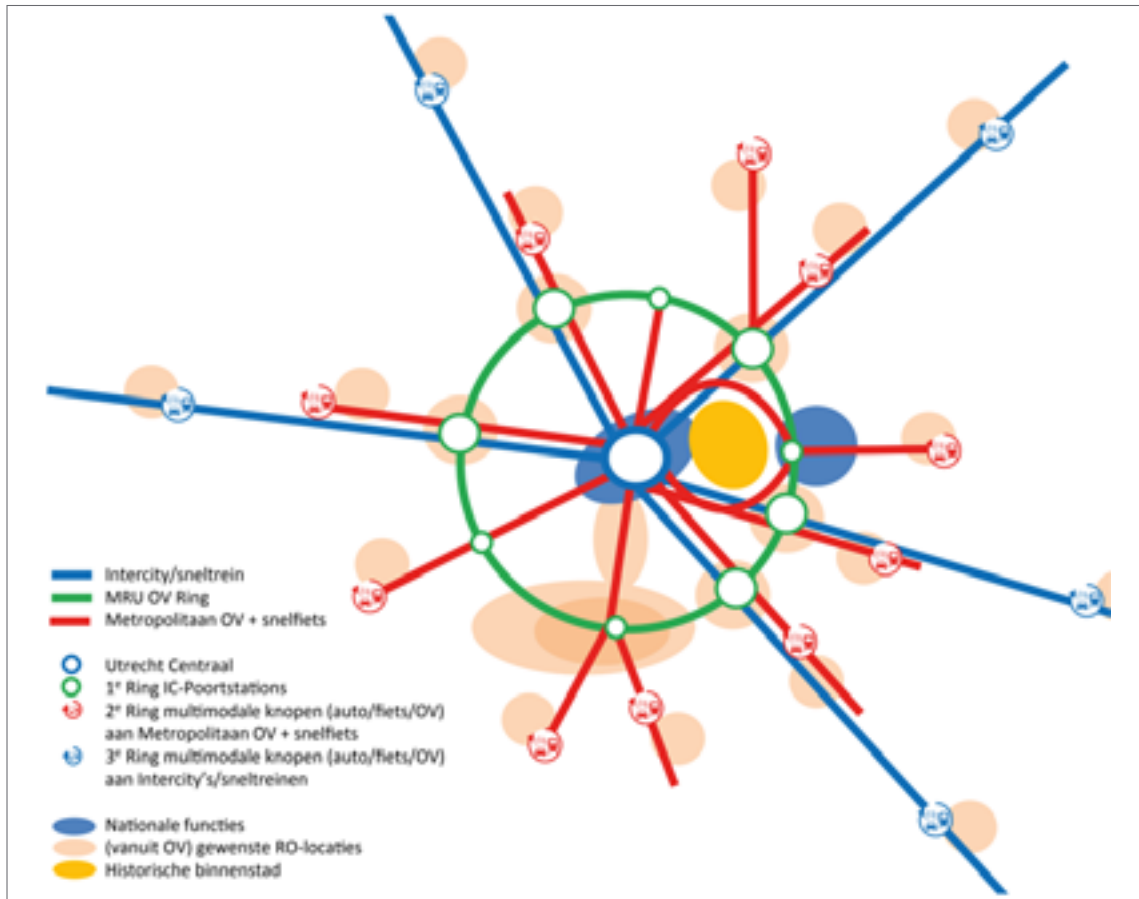 Intercity/sneltrein
MRU OV Ring
Metropolitaan OV + snelfiets
Utrecht Centraal
1e Ring IC-Poortstations
2e Ring multimodale knopen (auto/fiets/OV)
aan Metropolitaan OV + snelfiets
3e Ring multimodale knopen (auto/fiets/OV)
aan Intercity's/sneltreinen
Nationale functies
(vanuit OV) gewenste RO-locaties
Historische binnenstad